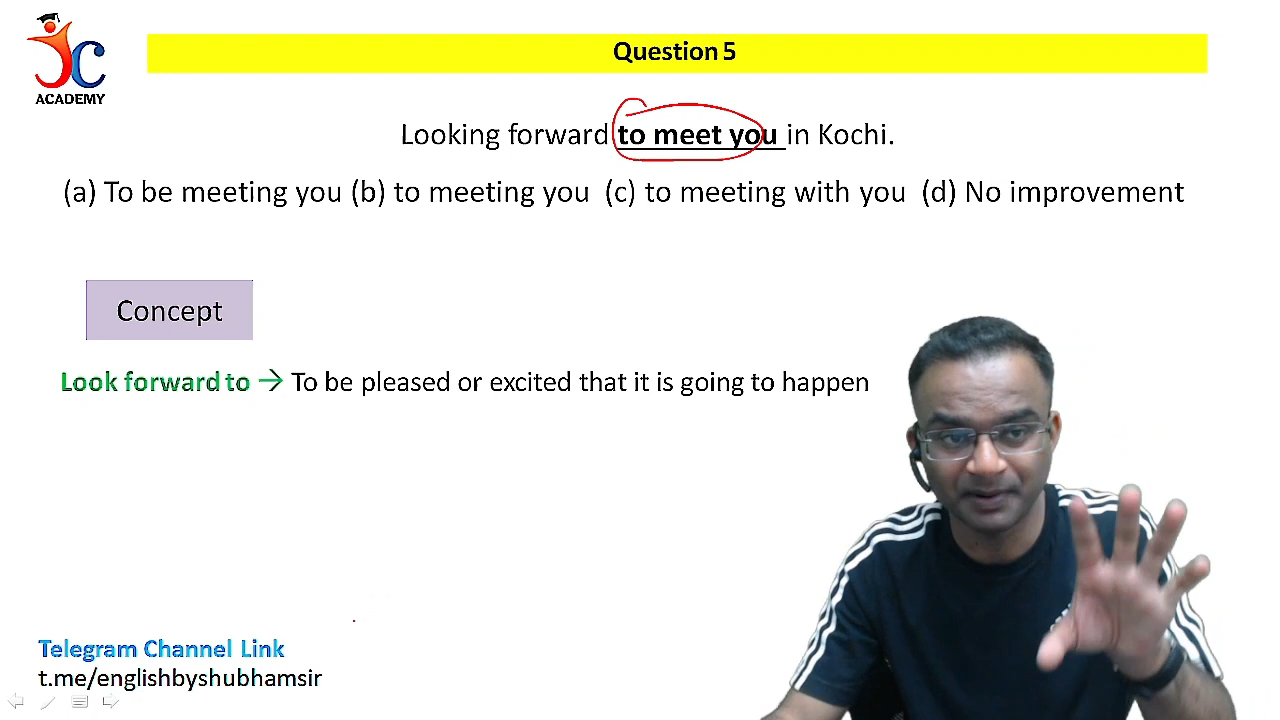 JC
ACADEMY
Question 5
Looking forward to meet you in Kochi.
(a) To be meeting you (b) to meeting you (c) to meeting with you (d) No improvement
Concept
Look forward to → To be pleased or excited that it is going to happen
Telegram Channel Link
t.me/englishbyshubhamsir